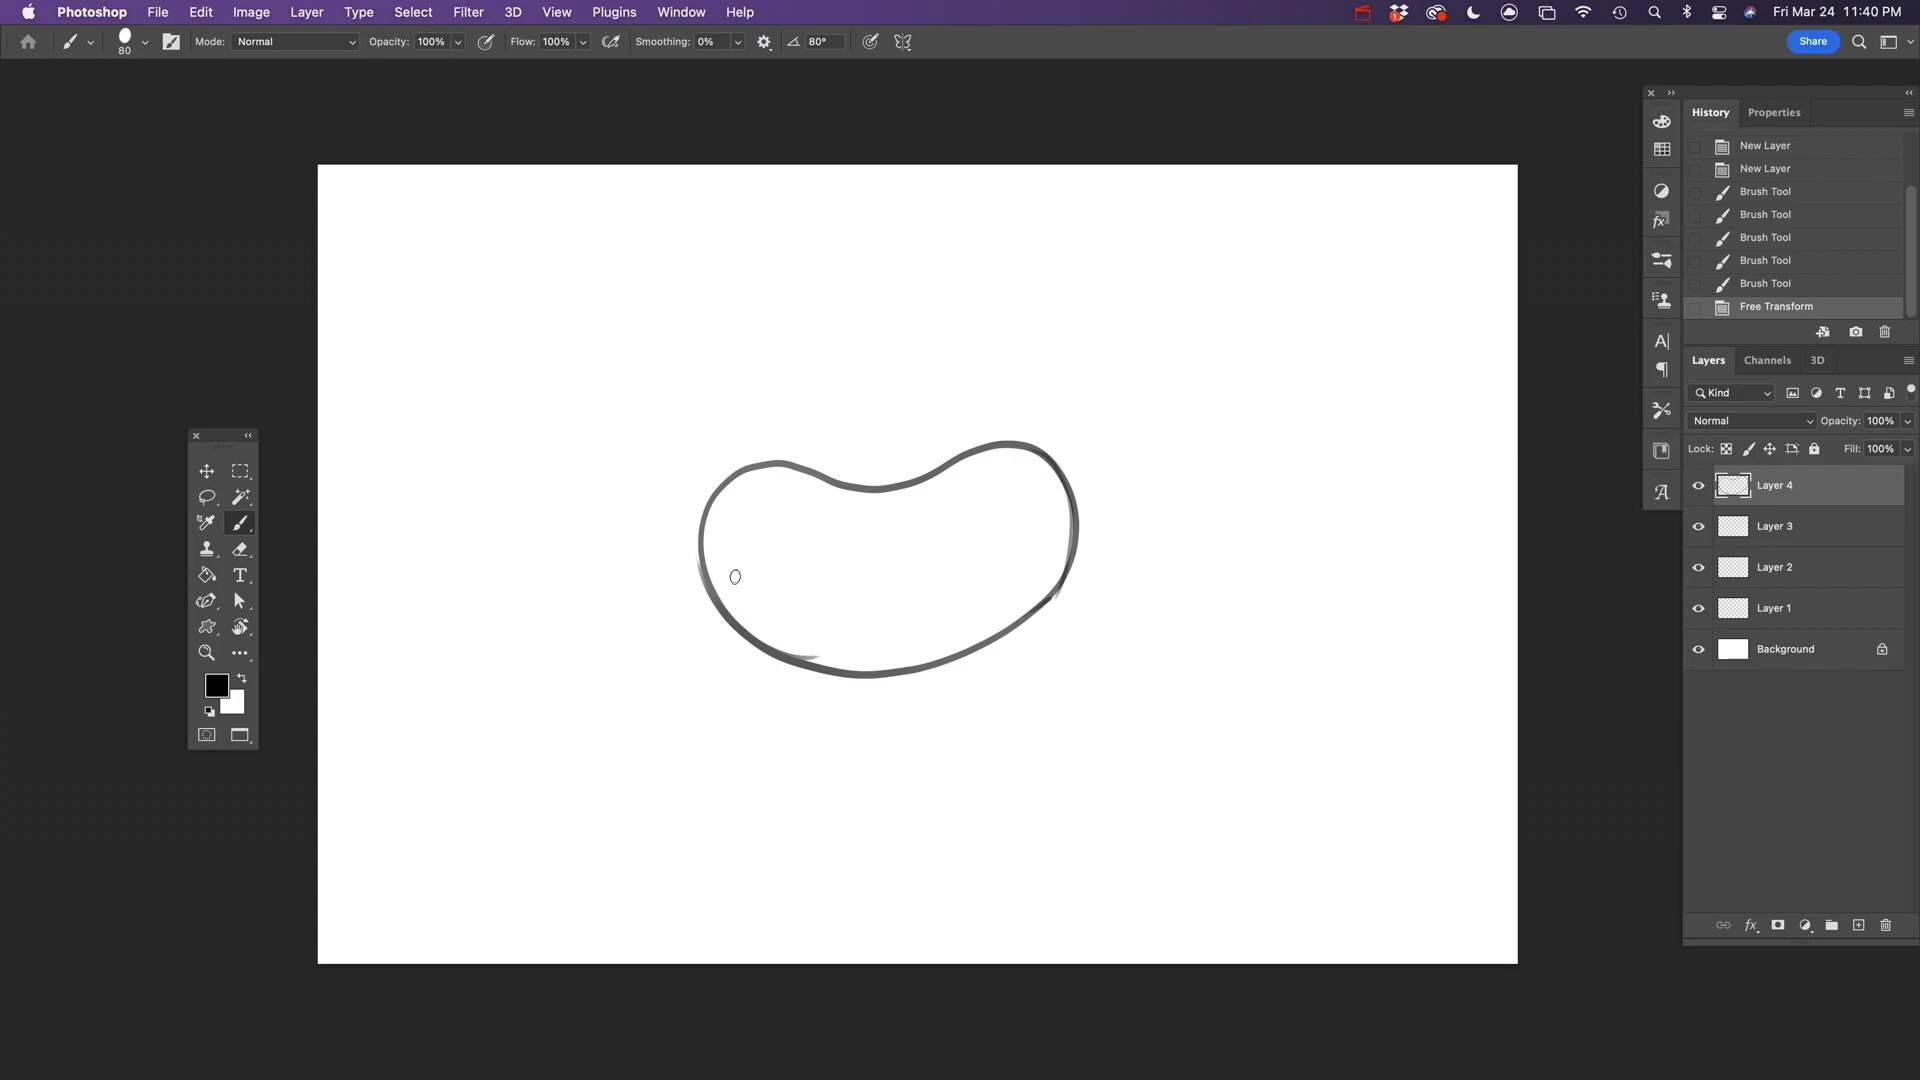 Photoshop File Edit Image Layer Type Select Filter 3D View Plugins Window Help 1 Fri Mar 24 11:40 PM
80 Mode: Normal Opacity: 100% Flow: 100% Smoothing: 0% 80° Share
History Properties
New Layer
New Layer
Brush Tool
Brush Tool
Brush Tool
Brush Tool
Brush Tool
Free Transform
Layers Channels 3D
Kind
Normal Opacity: 100%
Lock: Fill: 100%
Layer 4
Layer 3
Layer 2
Layer 1
Background